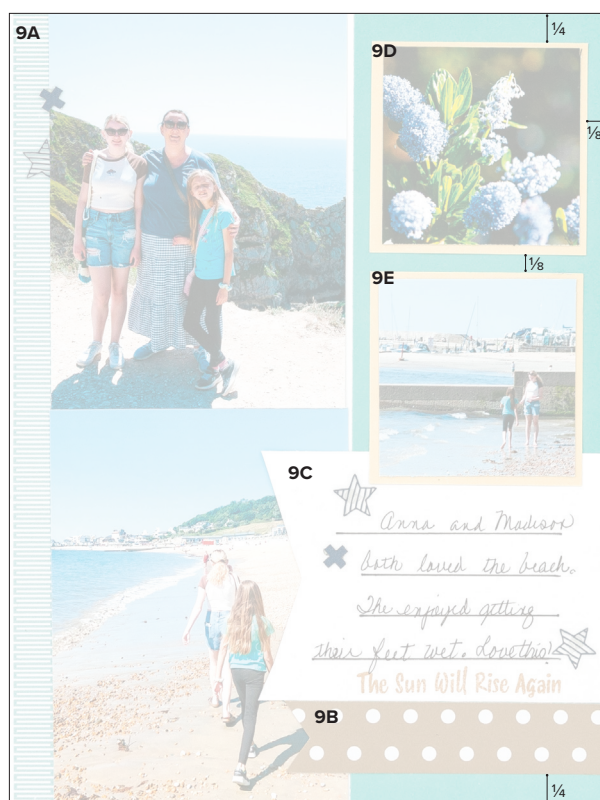 9A
¼
9D
⅛
⅛
9E
9C
Anna and Madison
both loved the beach.
The enjoyed getting
their feet wet. Love this!
The Sun Will Rise Again
9B
¼